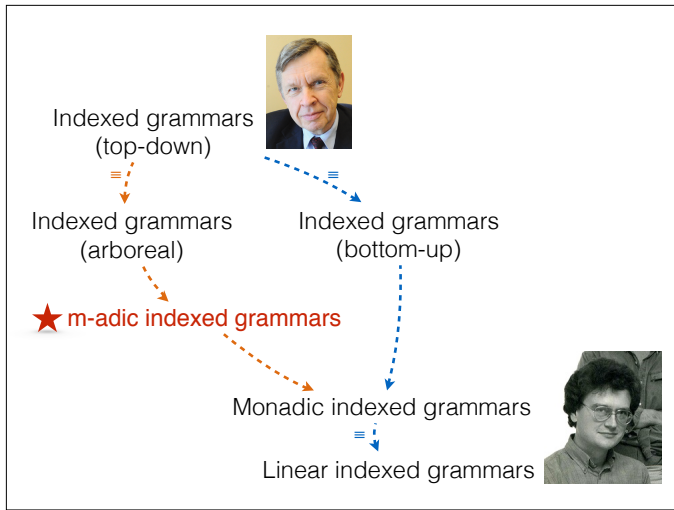 Indexed grammars
(top-down)
≡
≡
Indexed grammars
(arboreal)
Indexed grammars
(bottom-up)
m-adic indexed grammars
Monadic indexed grammars
≡
Linear indexed grammars